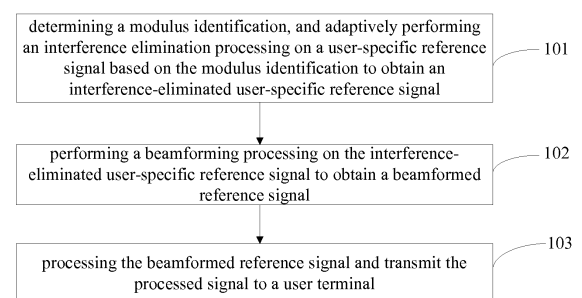 determining a modulus identification, and adaptively performing
an interference elimination processing on a user-specific reference
signal based on the modulus identification to obtain an
interference-eliminated user-specific reference signal
101
performing a beamforming processing on the interference-
eliminated user-specific reference signal to obtain a beamformed
reference signal
102
processing the beamformed reference signal and transmit the
processed signal to a user terminal
103